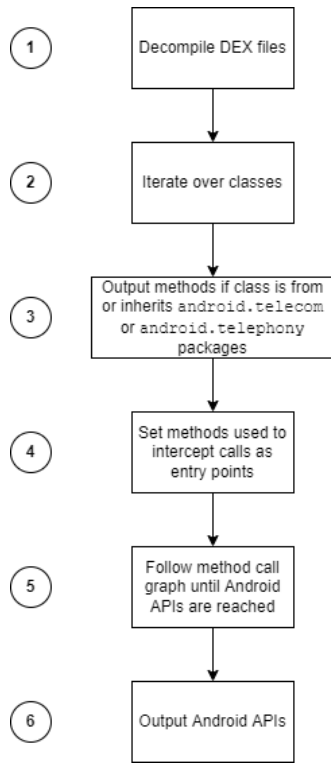 1
Decompile DEX files
2
Iterate over classes
3
Output methods if class is from
or inherits android.telecom
or android.telephony
packages
4
Set methods used to
intercept calls as
entry points
5
Follow method call
graph until Android
APIs are reached
6
Output Android APIs